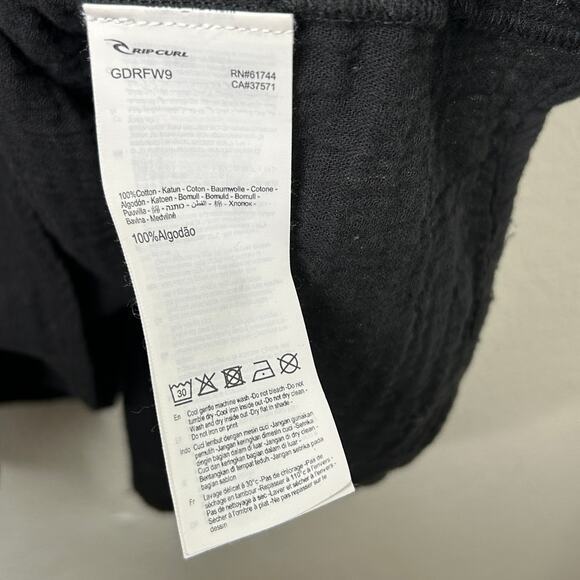 RIP CURL
GDRFW9
RN#61744
CA#37571
100%Cotton - Katun - Coton - Baumwolle - Cotone -
Algodón - Katoen - Bomull - Bomuld - Bomull -
Puuvilla - 棉 - כותנה - القطن - 棉 - Хлопок -
Bavlna - Medvilnė
100%Algodão
30
En Cool gentle machine wash -Do not bleach -Do not
tumble dry -Cool iron inside out -Do not dry clean -
Wash and dry inside out -Dry flat in shade -
Do not iron on print
Indo Cuci lembut dengan mesin cuci -Jangan gunakan
pemutih -Jangan keringkan dimesin cuci -Setrika
dingin bagian dalam di luar -Jangan di dry clean -
Cuci dan keringkan bagian dalam di luar -
Bentangkan di tempat teduh -Jangan setrika pada
bagian sablon
Fr Lavage délicat à 30°c -Pas de chlorage -Pas de
séchage en tambour -Repasser à 110°c à l'envers -
Pas de nettoyage à sec -Laver et sécher à l'envers -
Sécher à l'ombre à plat -Ne pas repasser sur le
dessin